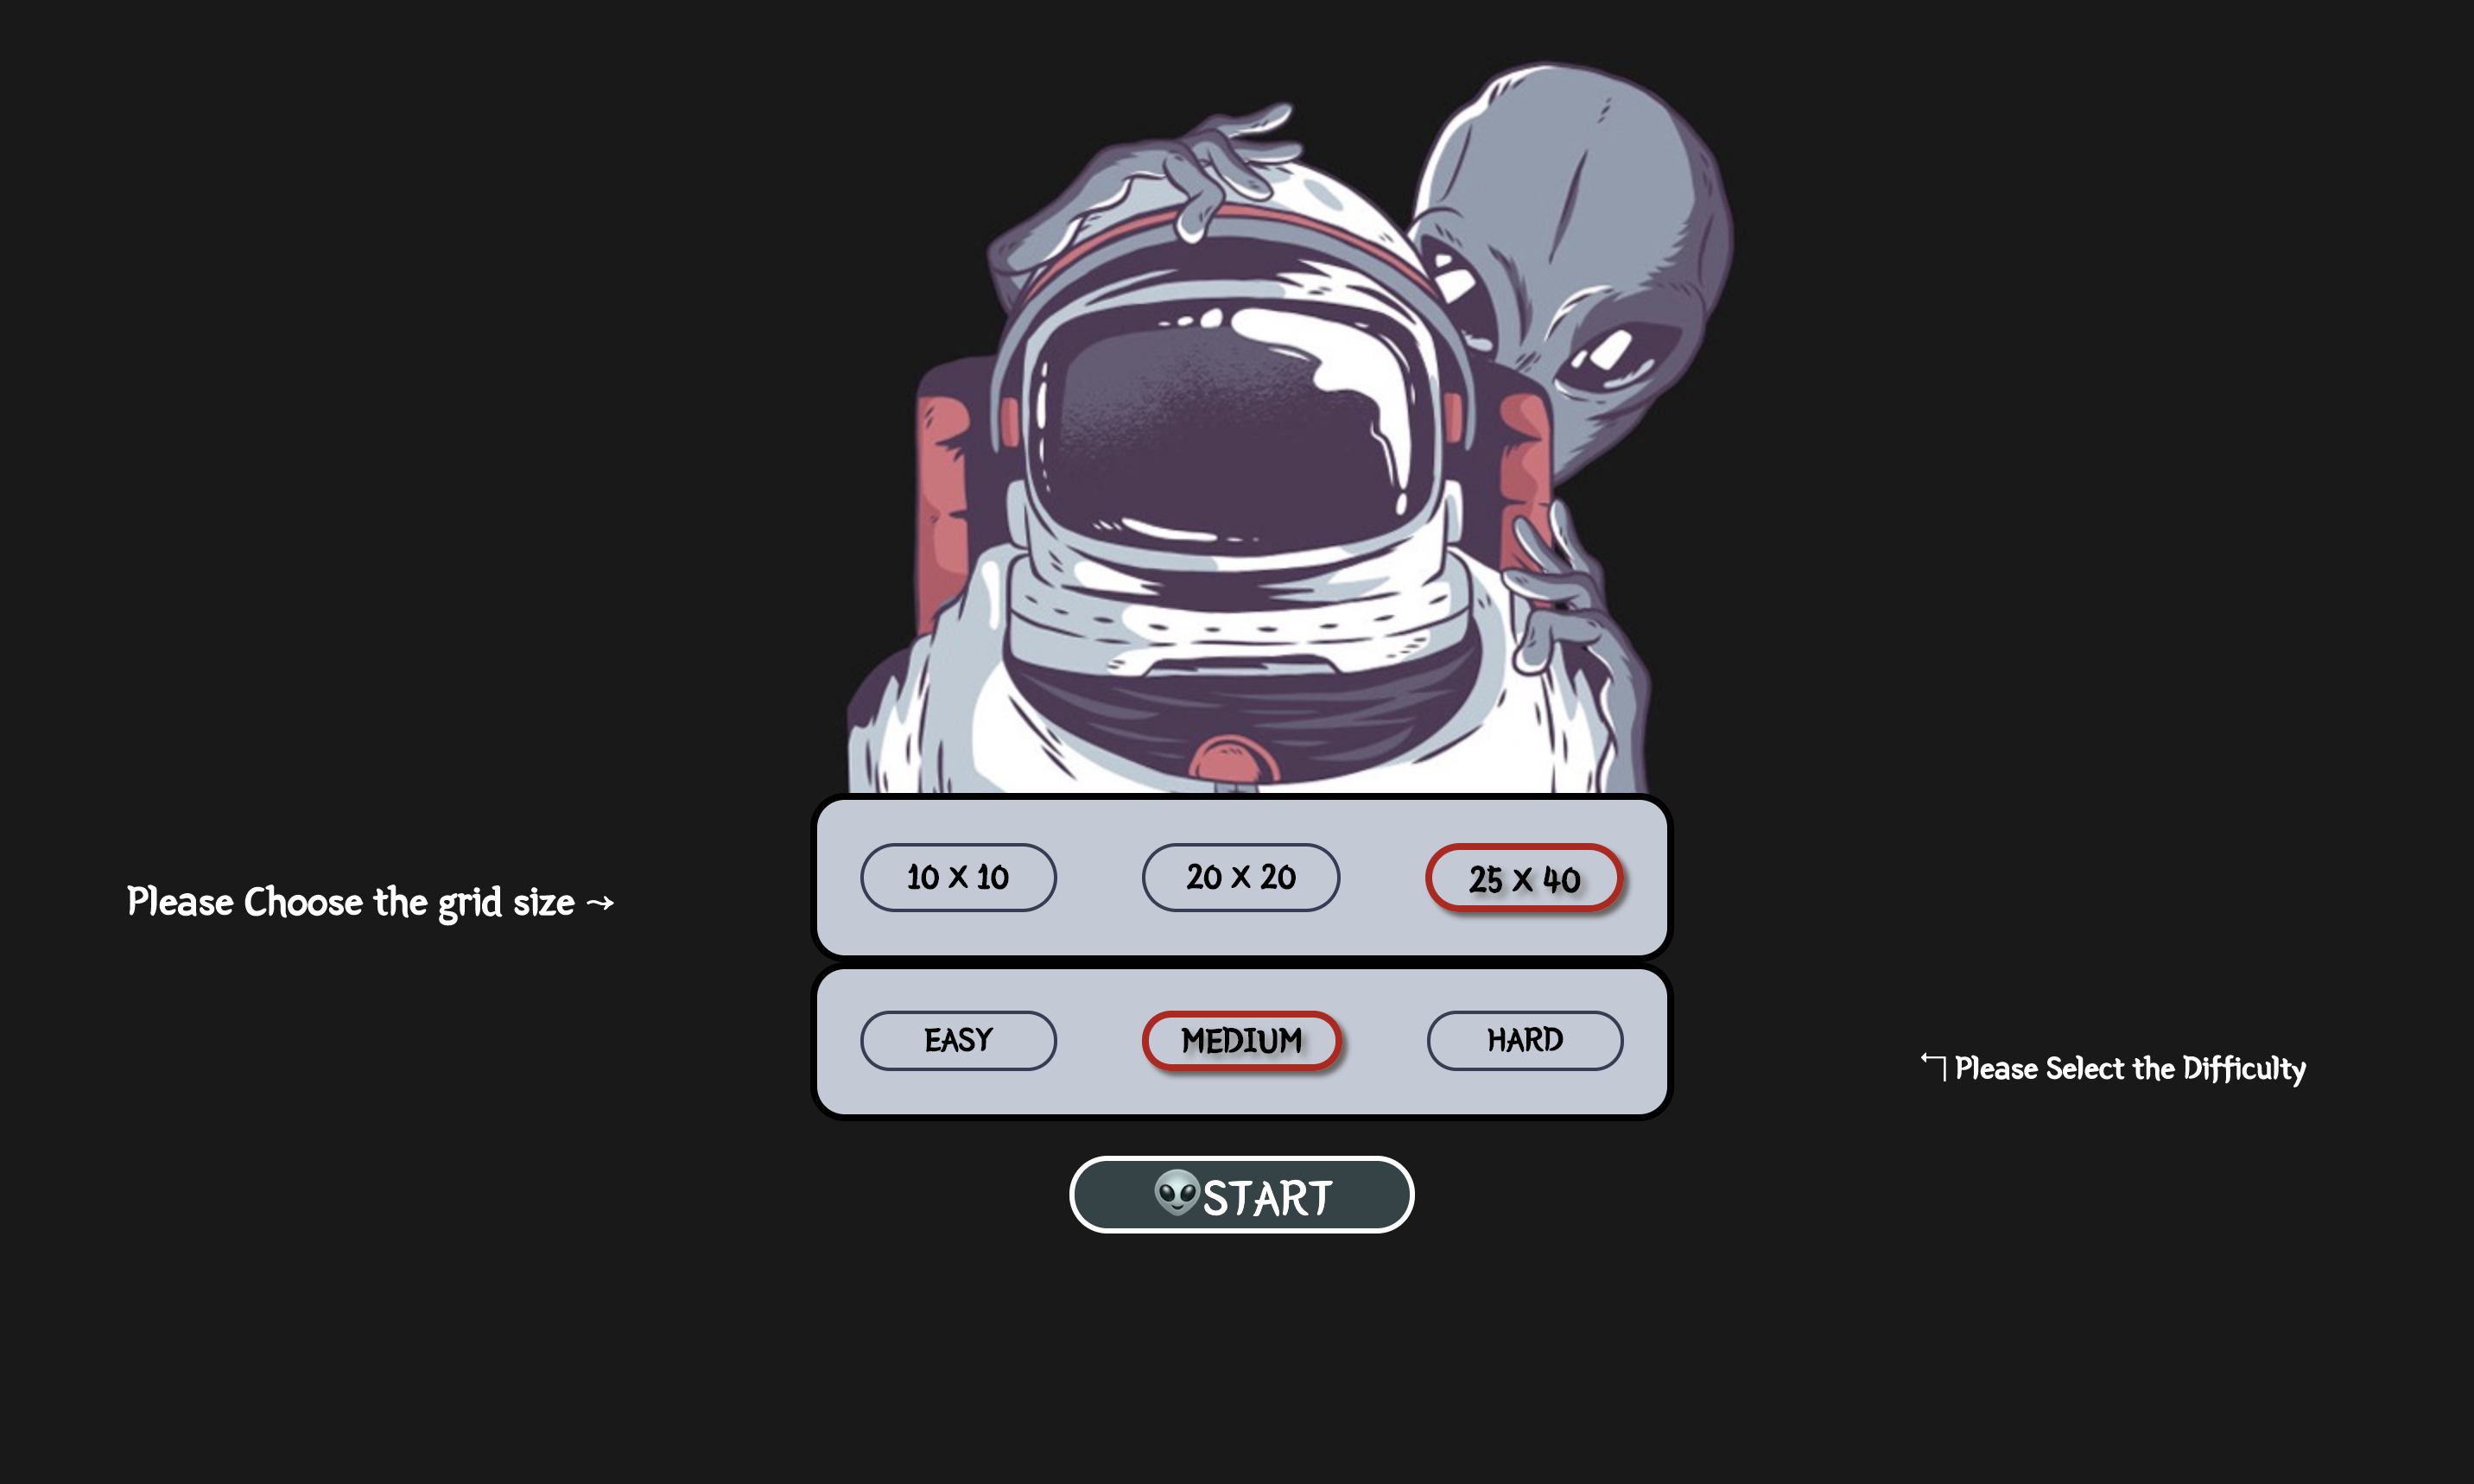 10 X 10
20 X 20
25 X 40
Please Choose the grid size ⤳
EASY
MEDIUM
HARD
↰ Please Select the Difficulty
👽START